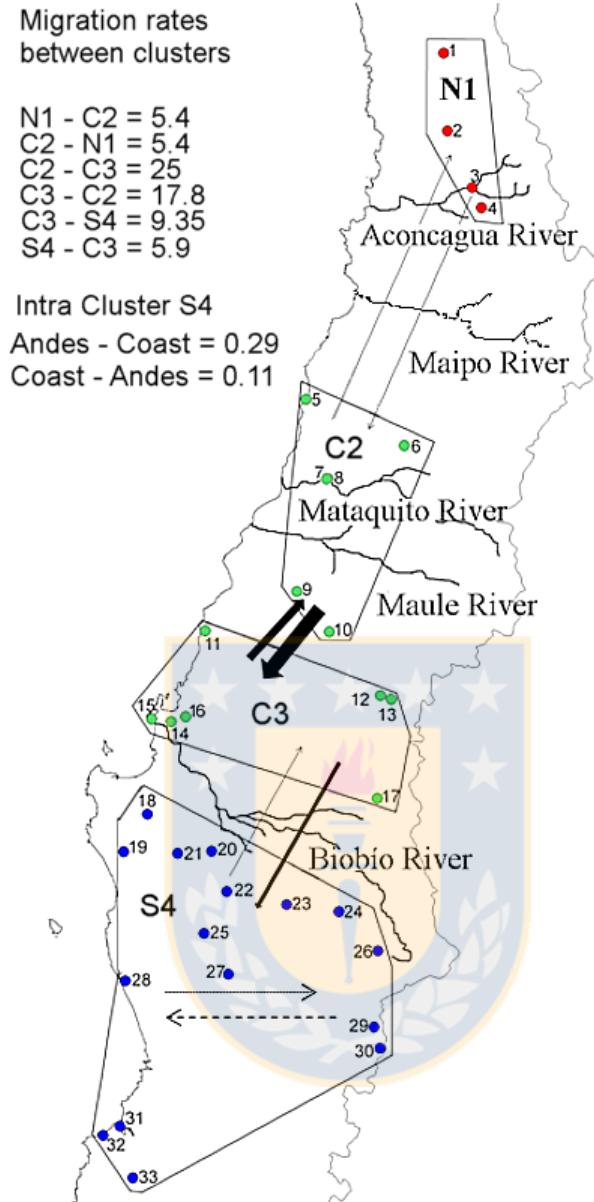 Migration rates
between clusters
N1 - C2 = 5.4
C2 - N1 = 5.4
C2 - C3 = 25
C3 - C2 = 17.8
C3 - S4 = 9.35
S4 - C3 = 5.9
Intra Cluster S4
Andes - Coast = 0.29
Coast - Andes = 0.11
1
N1
2
3
4
Aconcagua River
Maipo River
5
C2
6
7
8
Mataquito River
9
Maule River
10
11
12
13
C3
15
14
16
17
18
Biobío River
19
21
20
22
S4
23
24
25
26
27
28
29
30
31
32
33